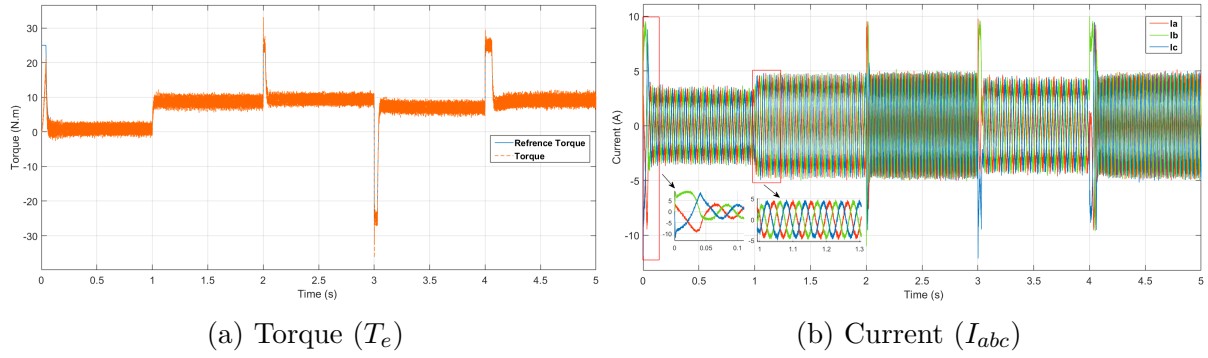 30
20
10
0
-10
-20
-30
Torque (N.m)
Refrence Torque
Torque
0 0.5 1 1.5 2 2.5 3 3.5 4 4.5 5
Time (s)
(a) Torque (T_e)
10
5
0
-5
-10
Current (A)
Ia
Ib
Ic
5
0
-5
-10
0 0.05 0.1
5
0
-5
1 1.1 1.2 1.3
0 0.5 1 1.5 2 2.5 3 3.5 4 4.5 5
Time (s)
(b) Current (I_{abc})